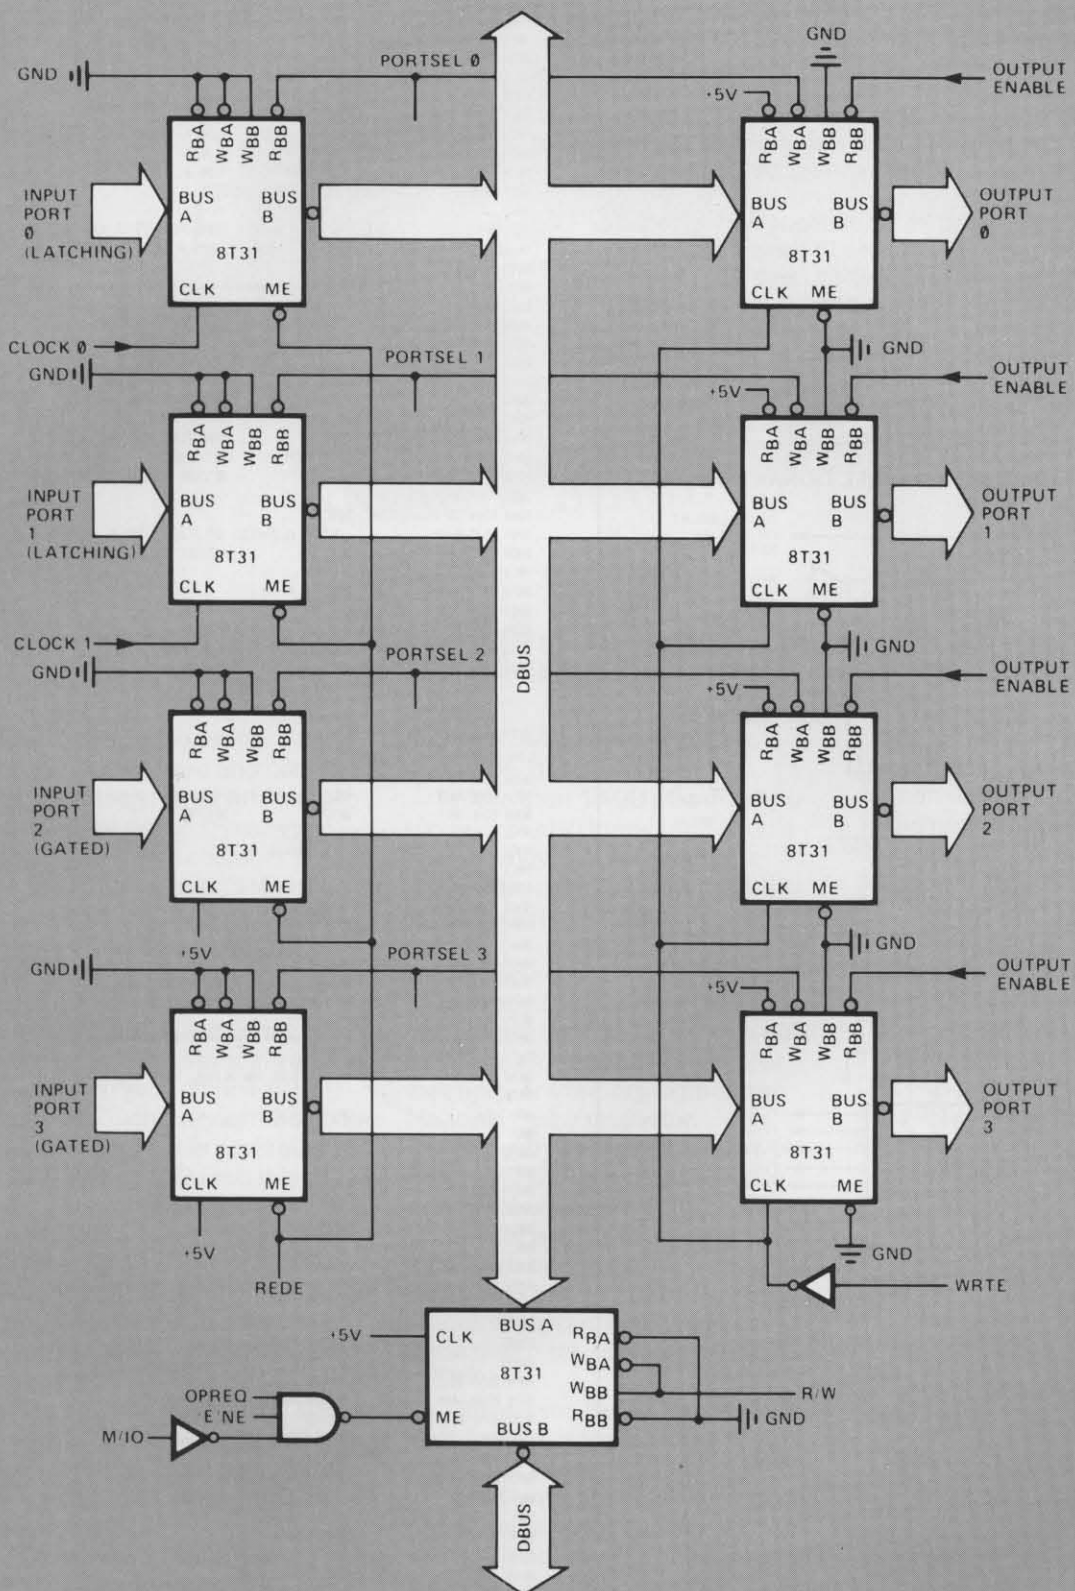 GND
PORTSEL 0
GND
+5V
OUTPUT
ENABLE
RBA
WBA
WBB
RBB
BUS
A
BUS
B
8T31
CLK
ME
INPUT
PORT
0
(LATCHING)
CLOCK 0
RBA
WBA
WBB
RBB
BUS
A
BUS
B
8T31
CLK
ME
OUTPUT
PORT
0
GND
GND
PORTSEL 1
+5V
OUTPUT
ENABLE
RBA
WBA
WBB
RBB
BUS
A
BUS
B
8T31
CLK
ME
INPUT
PORT
1
(LATCHING)
CLOCK 1
RBA
WBA
WBB
RBB
BUS
A
BUS
B
8T31
CLK
ME
OUTPUT
PORT
1
GND
DBUS
GND
PORTSEL 2
+5V
OUTPUT
ENABLE
RBA
WBA
WBB
RBB
BUS
A
BUS
B
8T31
CLK
ME
INPUT
PORT
2
(GATED)
+5V
RBA
WBA
WBB
RBB
BUS
A
BUS
B
8T31
CLK
ME
OUTPUT
PORT
2
GND
GND
PORTSEL 3
+5V
OUTPUT
ENABLE
RBA
WBA
WBB
RBB
BUS
A
BUS
B
8T31
CLK
ME
INPUT
PORT
3
(GATED)
+5V
REDE
RBA
WBA
WBB
RBB
BUS
A
BUS
B
8T31
CLK
ME
OUTPUT
PORT
3
GND
WRTE
+5V
CLK
BUS A
RBA
WBA
8T31
WBB
R/W
RBB
GND
ME
BUS B
OPREQ
E/NE
M/IO
DBUS